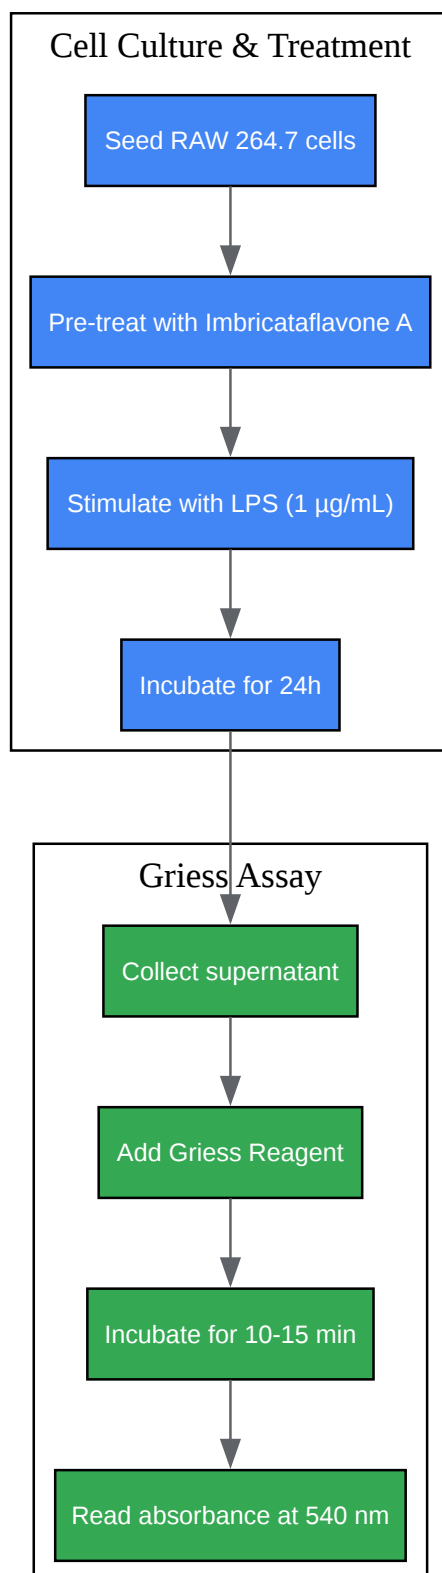 Cell Culture & Treatment
Seed RAW 264.7 cells
Pre-treat with Imbricataflavone A
Stimulate with LPS (1 µg/mL)
Incubate for 24h
Griess Assay
Collect supernatant
Add Griess Reagent
Incubate for 10-15 min
Read absorbance at 540 nm